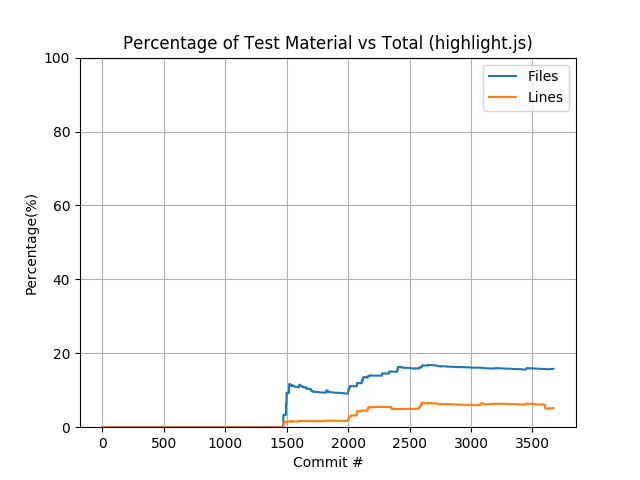 Percentage of Test Material vs Total (highlight.js)
Files
Lines
Percentage(%)
100
80
60
40
20
0
0 500 1000 1500 2000 2500 3000 3500
Commit #